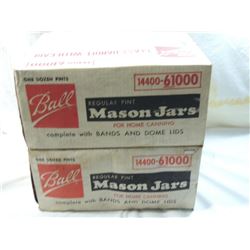 ONE DOZEN PINTS
14400-61000
Ball
REGULAR PINT
Mason Jars
FOR HOME CANNING
complete with BANDS AND DOME LIDS
ONE DOZEN PINTS
14400-61000
Ball
REGULAR PINT
Mason Jars
FOR HOME CANNING
complete with BANDS AND DOME LIDS